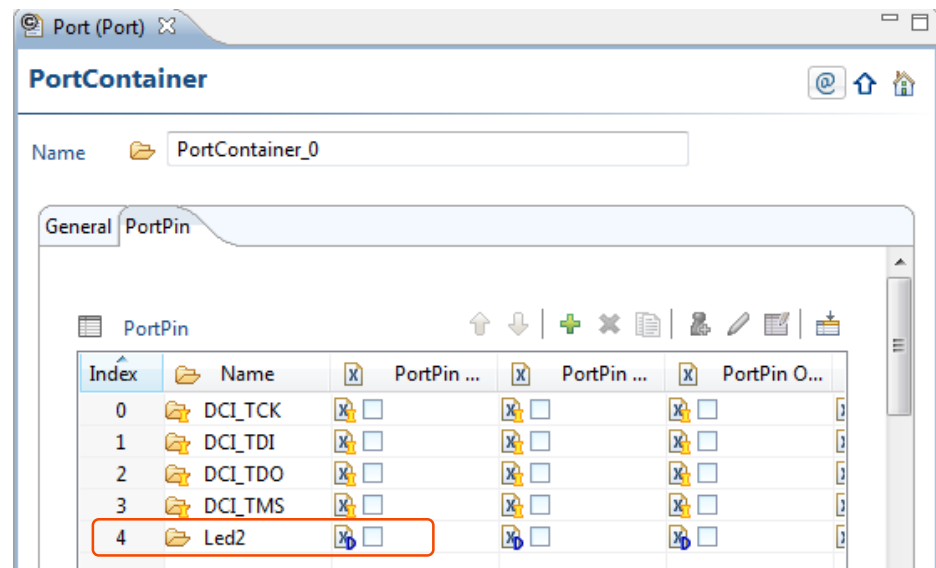 Port (Port)
PortContainer
Name PortContainer_0
General PortPin
PortPin
Index Name PortPin ... PortPin ... PortPin O...
0 DCI_TCK
1 DCI_TDI
2 DCI_TDO
3 DCI_TMS
4 Led2